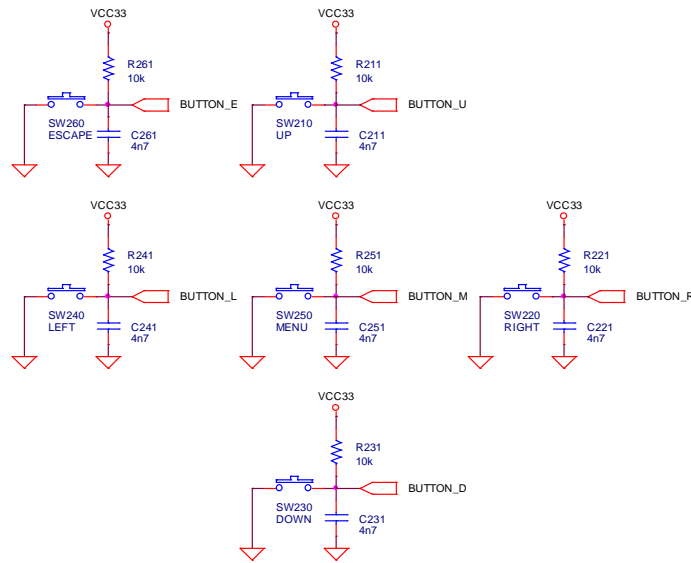 VCC33
R261
10k
BUTTON_E
SW260
ESCAPE
C261
4n7
VCC33
R211
10k
BUTTON_U
SW210
UP
C211
4n7
VCC33
R241
10k
BUTTON_L
SW240
LEFT
C241
4n7
VCC33
R251
10k
BUTTON_M
SW250
MENU
C251
4n7
VCC33
R221
10k
BUTTON_R
SW220
RIGHT
C221
4n7
VCC33
R231
10k
BUTTON_D
SW230
DOWN
C231
4n7